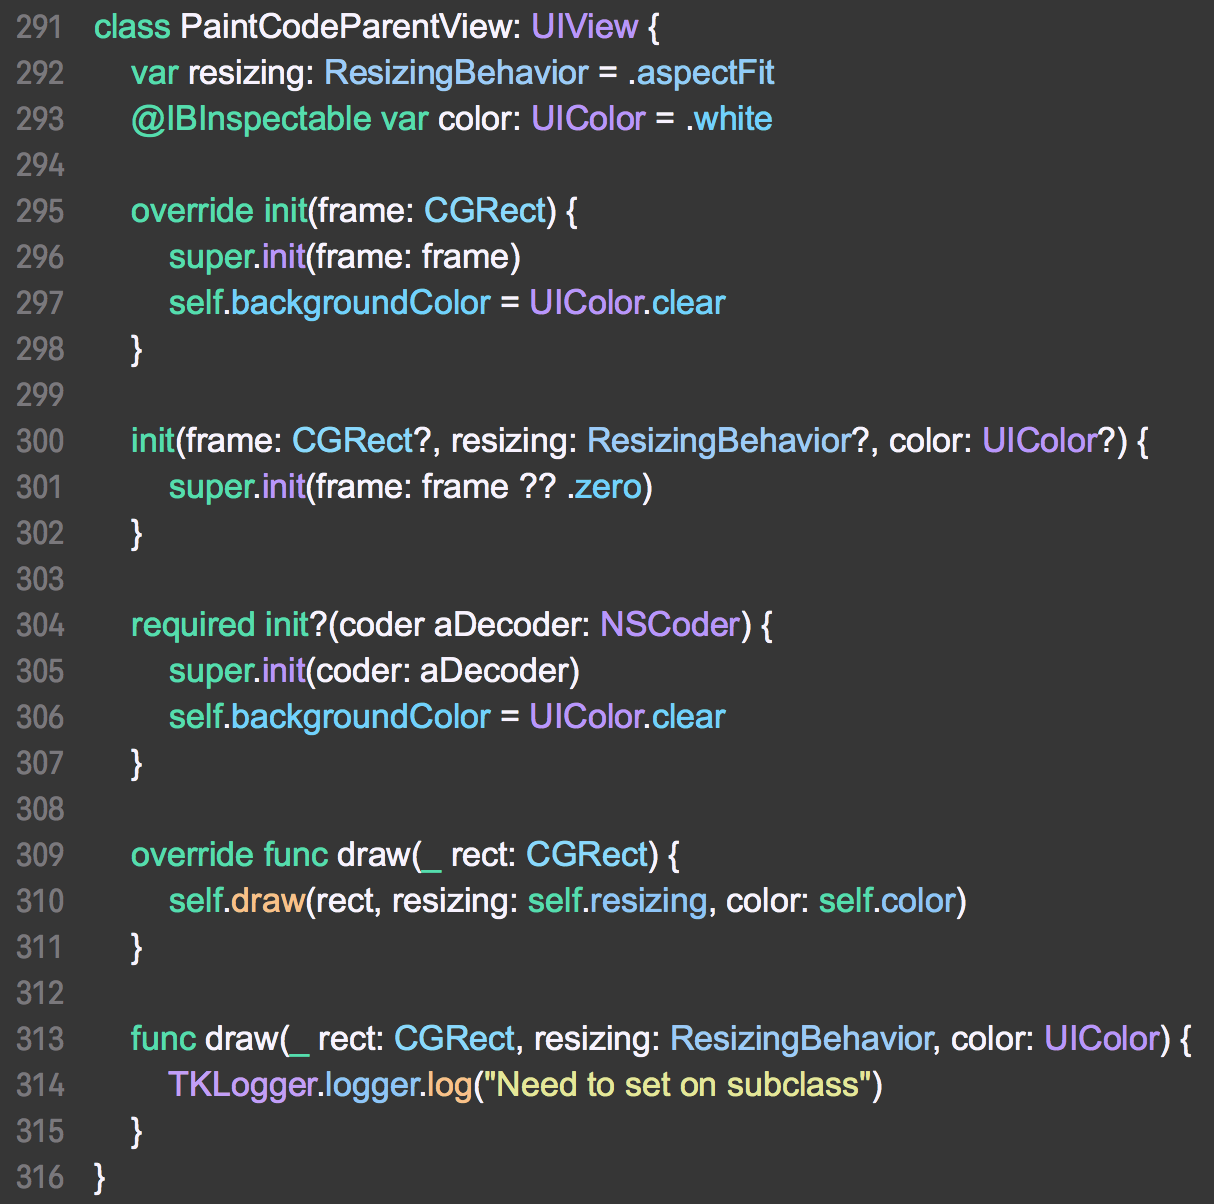 291 class PaintCodeParentView: UIView {
292 var resizing: ResizingBehavior = .aspectFit
293 @IBInspectable var color: UIColor = .white
294
295 override init(frame: CGRect) {
296 super.init(frame: frame)
297 self.backgroundColor = UIColor.clear
298 }
299
300 init(frame: CGRect?, resizing: ResizingBehavior?, color: UIColor?) {
301 super.init(frame: frame ?? .zero)
302 }
303
304 required init?(coder aDecoder: NSCoder) {
305 super.init(coder: aDecoder)
306 self.backgroundColor = UIColor.clear
307 }
308
309 override func draw(_ rect: CGRect) {
310 self.draw(rect, resizing: self.resizing, color: self.color)
311 }
312
313 func draw(_ rect: CGRect, resizing: ResizingBehavior, color: UIColor) {
314 TKLogger.logger.log("Need to set on subclass")
315 }
316 }